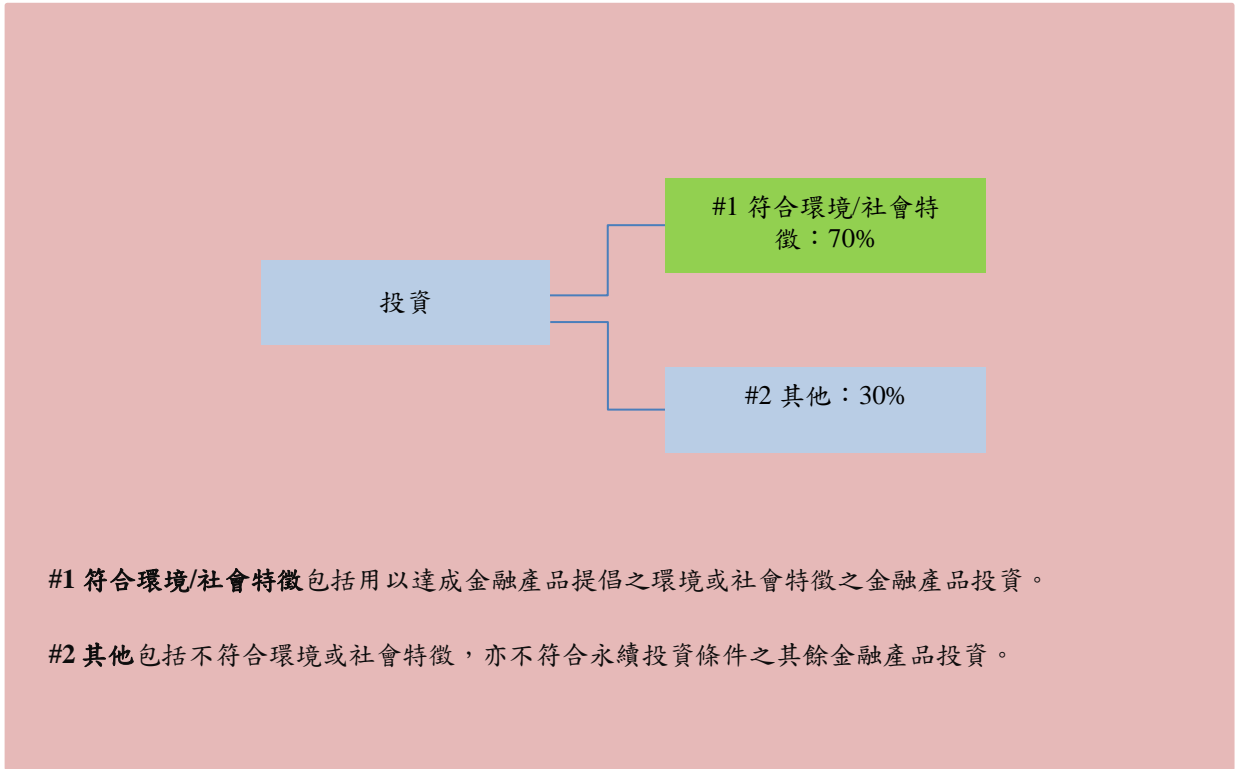 #1 符合環境/社會特
徵：70%
投資
#2 其他：30%
#1 符合環境/社會特徵包括用以達成金融產品提倡之環境或社會特徵之金融產品投資。
#2 其他包括不符合環境或社會特徵，亦不符合永續投資條件之其餘金融產品投資。